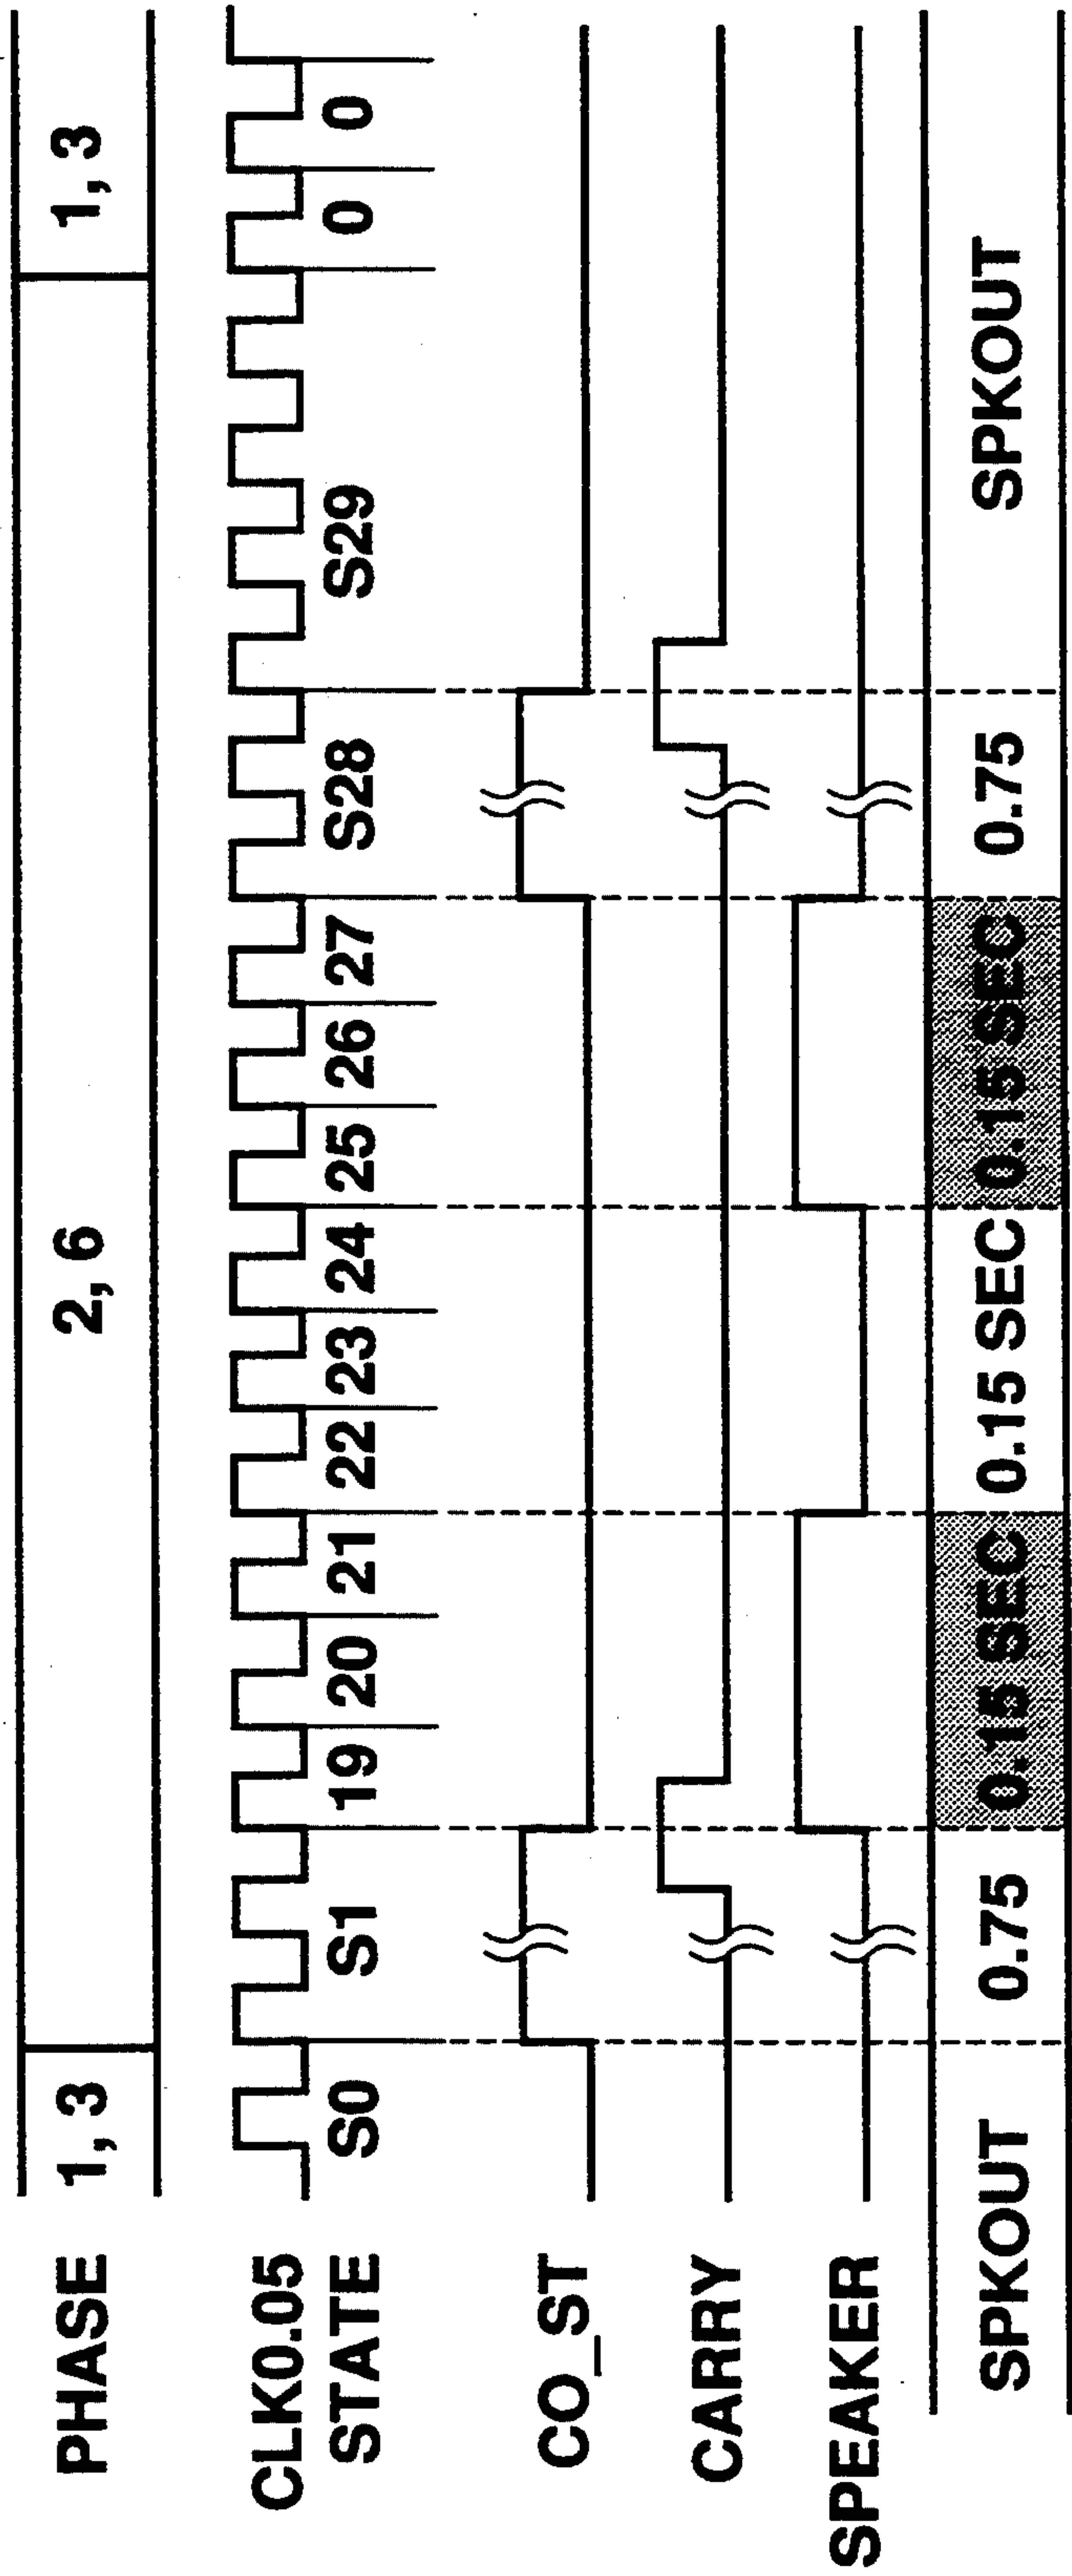 PHASE 1, 3 2, 6 1, 3
CLK0.05
STATE S0 S1 19 20 21 22 23 24 25 26 27 S28 S29 0 0
CO_ST
CARRY
SPEAKER
SPKOUT 0.75 0.15 SEC 0.15 SEC 0.15 SEC 0.75 SPKOUT